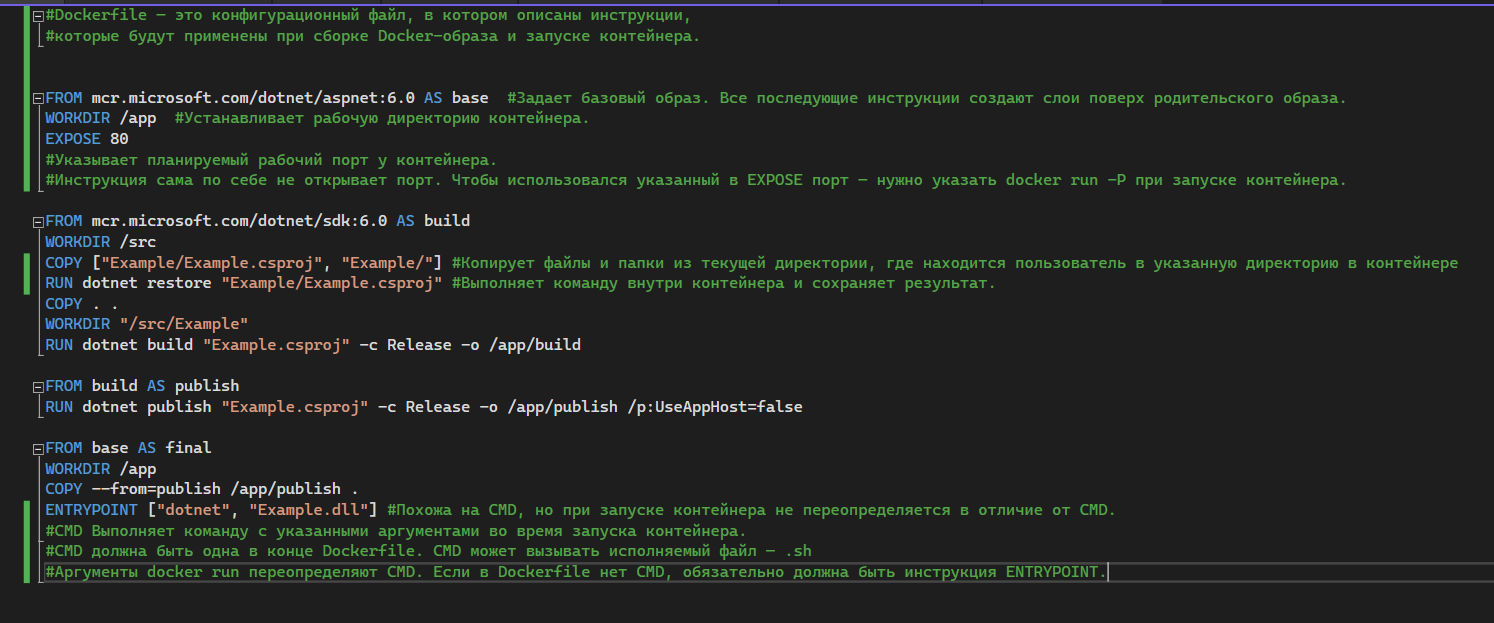 #Dockerfile — это конфигурационный файл, в котором описаны инструкции,
#которые будут применены при сборке Docker-образа и запуске контейнера.
FROM mcr.microsoft.com/dotnet/aspnet:6.0 AS base  #Задает базовый образ. Все последующие инструкции создают слои поверх родительского образа.
WORKDIR /app  #Устанавливает рабочую директорию контейнера.
EXPOSE 80
#Указывает планируемый рабочий порт у контейнера.
#Инструкция сама по себе не открывает порт. Чтобы использовался указанный в EXPOSE порт — нужно указать docker run -P при запуске контейнера.
FROM mcr.microsoft.com/dotnet/sdk:6.0 AS build
WORKDIR /src
COPY ["Example/Example.csproj", "Example/"] #Копирует файлы и папки из текущей директории, где находится пользователь в указанную директорию в контейнере
RUN dotnet restore "Example/Example.csproj" #Выполняет команду внутри контейнера и сохраняет результат.
COPY . .
WORKDIR "/src/Example"
RUN dotnet build "Example.csproj" -c Release -o /app/build
FROM build AS publish
RUN dotnet publish "Example.csproj" -c Release -o /app/publish /p:UseAppHost=false
FROM base AS final
WORKDIR /app
COPY --from=publish /app/publish .
ENTRYPOINT ["dotnet", "Example.dll"] #Похожа на CMD, но при запуске контейнера не переопределяется в отличие от CMD.
#CMD Выполняет команду с указанными аргументами во время запуска контейнера.
#CMD должна быть одна в конце Dockerfile. CMD может вызывать исполняемый файл — .sh
#Аргументы docker run переопределяют CMD. Если в Dockerfile нет CMD, обязательно должна быть инструкция ENTRYPOINT.